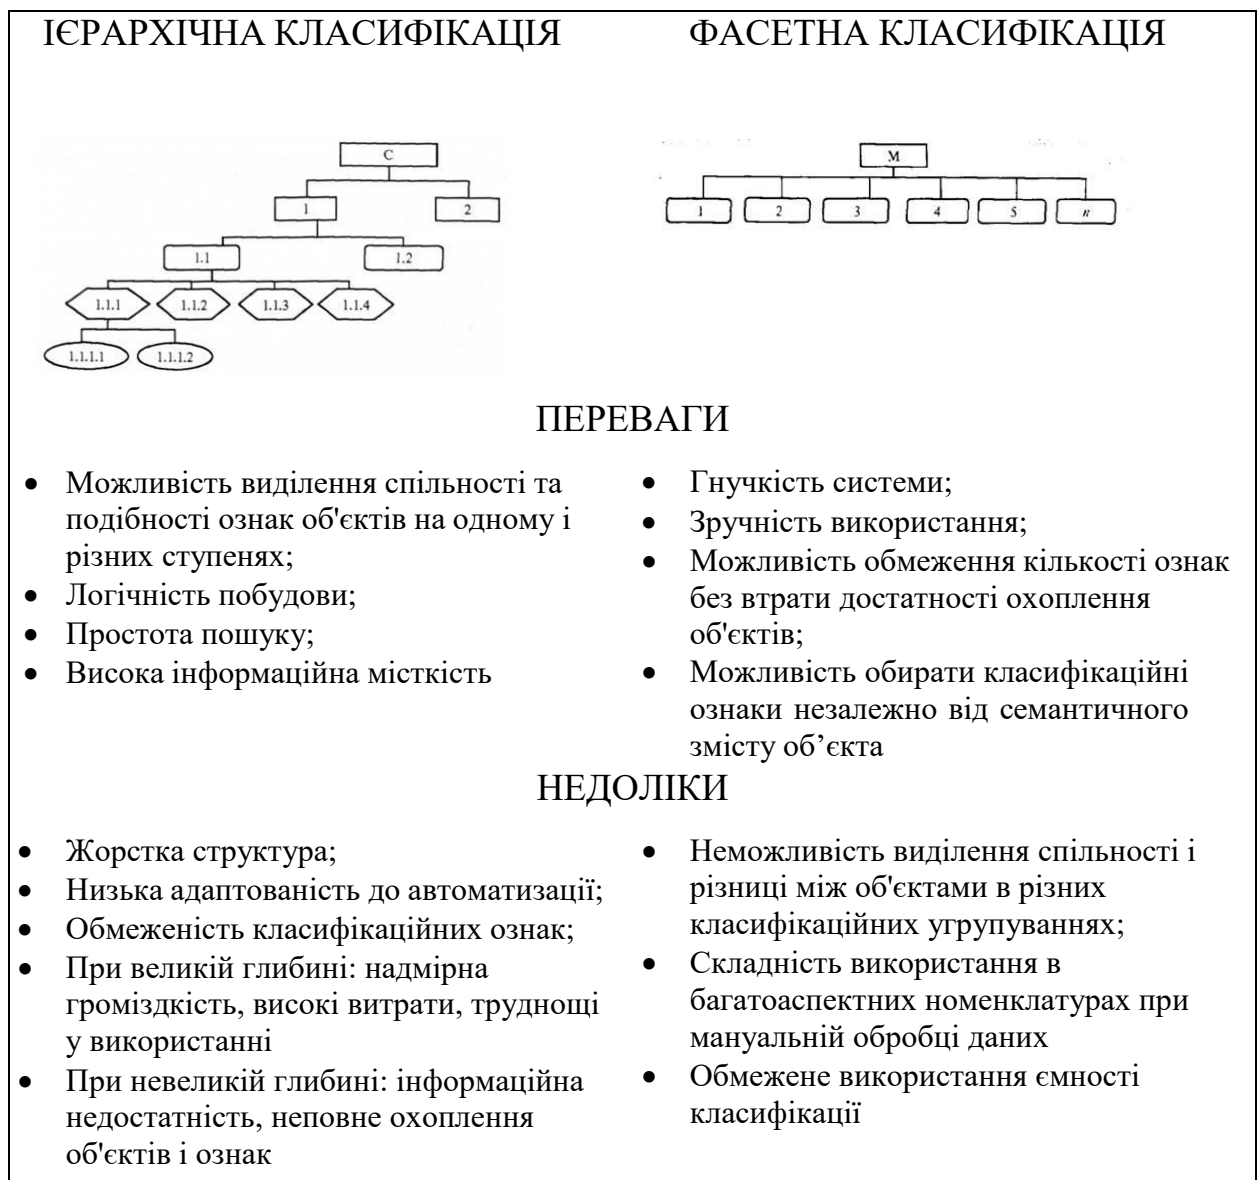 ІЄРАРХІЧНА КЛАСИФІКАЦІЯ
ФАСЕТНА КЛАСИФІКАЦІЯ
С
1
2
1.1
1.2
1.1.1
1.1.2
1.1.3
1.1.4
1.1.1.1
1.1.1.2
М
1
2
3
4
5
n
ПЕРЕВАГИ
• Можливість виділення спільності та
подібності ознак об'єктів на одному і
різних ступенях;
• Логічність побудови;
• Простота пошуку;
• Висока інформаційна місткість
• Гнучкість системи;
• Зручність використання;
• Можливість обмеження кількості ознак
без втрати достатності охоплення
об'єктів;
• Можливість обирати класифікаційні
ознаки незалежно від семантичного
змісту об’єкта
НЕДОЛІКИ
• Жорстка структура;
• Низька адаптованість до автоматизації;
• Обмеженість класифікаційних ознак;
• При великій глибині: надмірна
громіздкість, високі витрати, труднощі
у використанні
• При невеликій глибині: інформаційна
недостатність, неповне охоплення
об'єктів і ознак
• Неможливість виділення спільності і
різниці між об'єктами в різних
класифікаційних угрупуваннях;
• Складність використання в
багатоаспектних номенклатурах при
мануальній обробці даних
• Обмежене використання ємності
класифікації